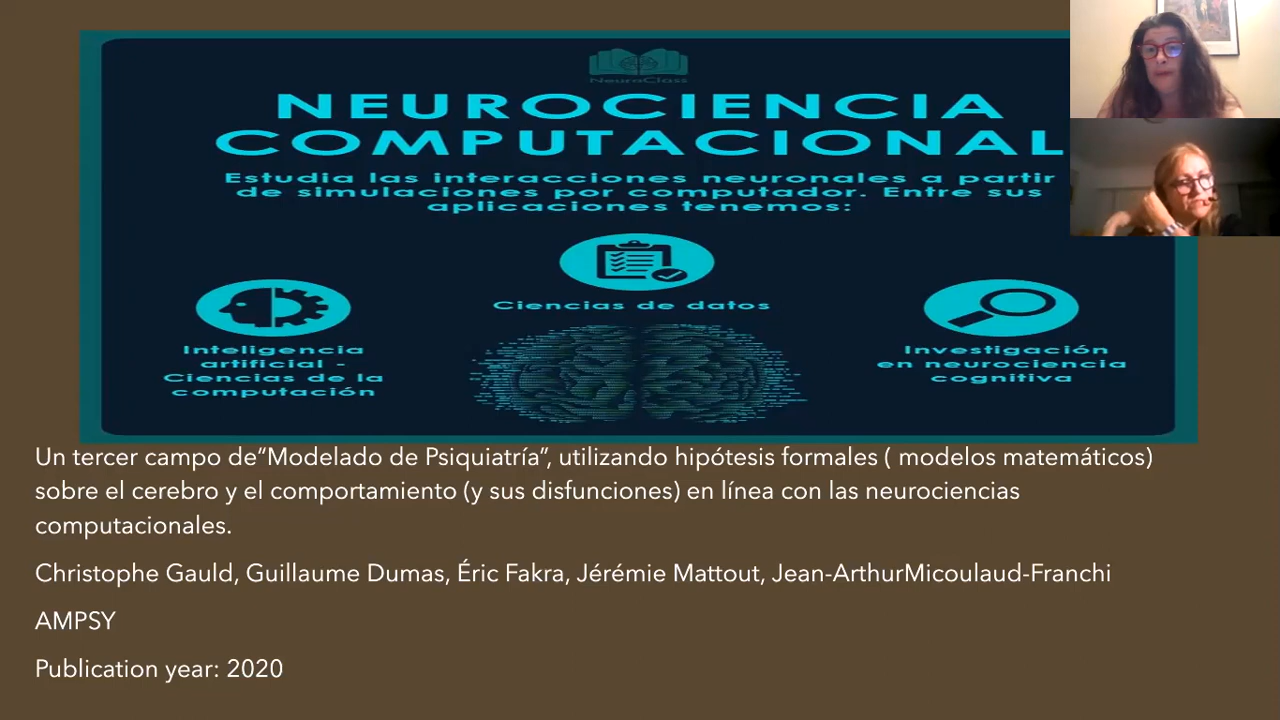 NeuroClass
NEUROCIENCIA
COMPUTACIONAL
Estudia las interacciones neuronales a partir
de simulaciones por computador. Entre sus
aplicaciones tenemos:
Ciencias de datos
Inteligencia
artificial -
Ciencias de la
computación
Investigación
en neurociencia
cognitiva
Un tercer campo de“Modelado de Psiquiatría”, utilizando hipótesis formales ( modelos matemáticos)
sobre el cerebro y el comportamiento (y sus disfunciones) en línea con las neurociencias
computacionales.
Christophe Gauld, Guillaume Dumas, Éric Fakra, Jérémie Mattout, Jean-ArthurMicoulaud-Franchi
AMPSY
Publication year: 2020